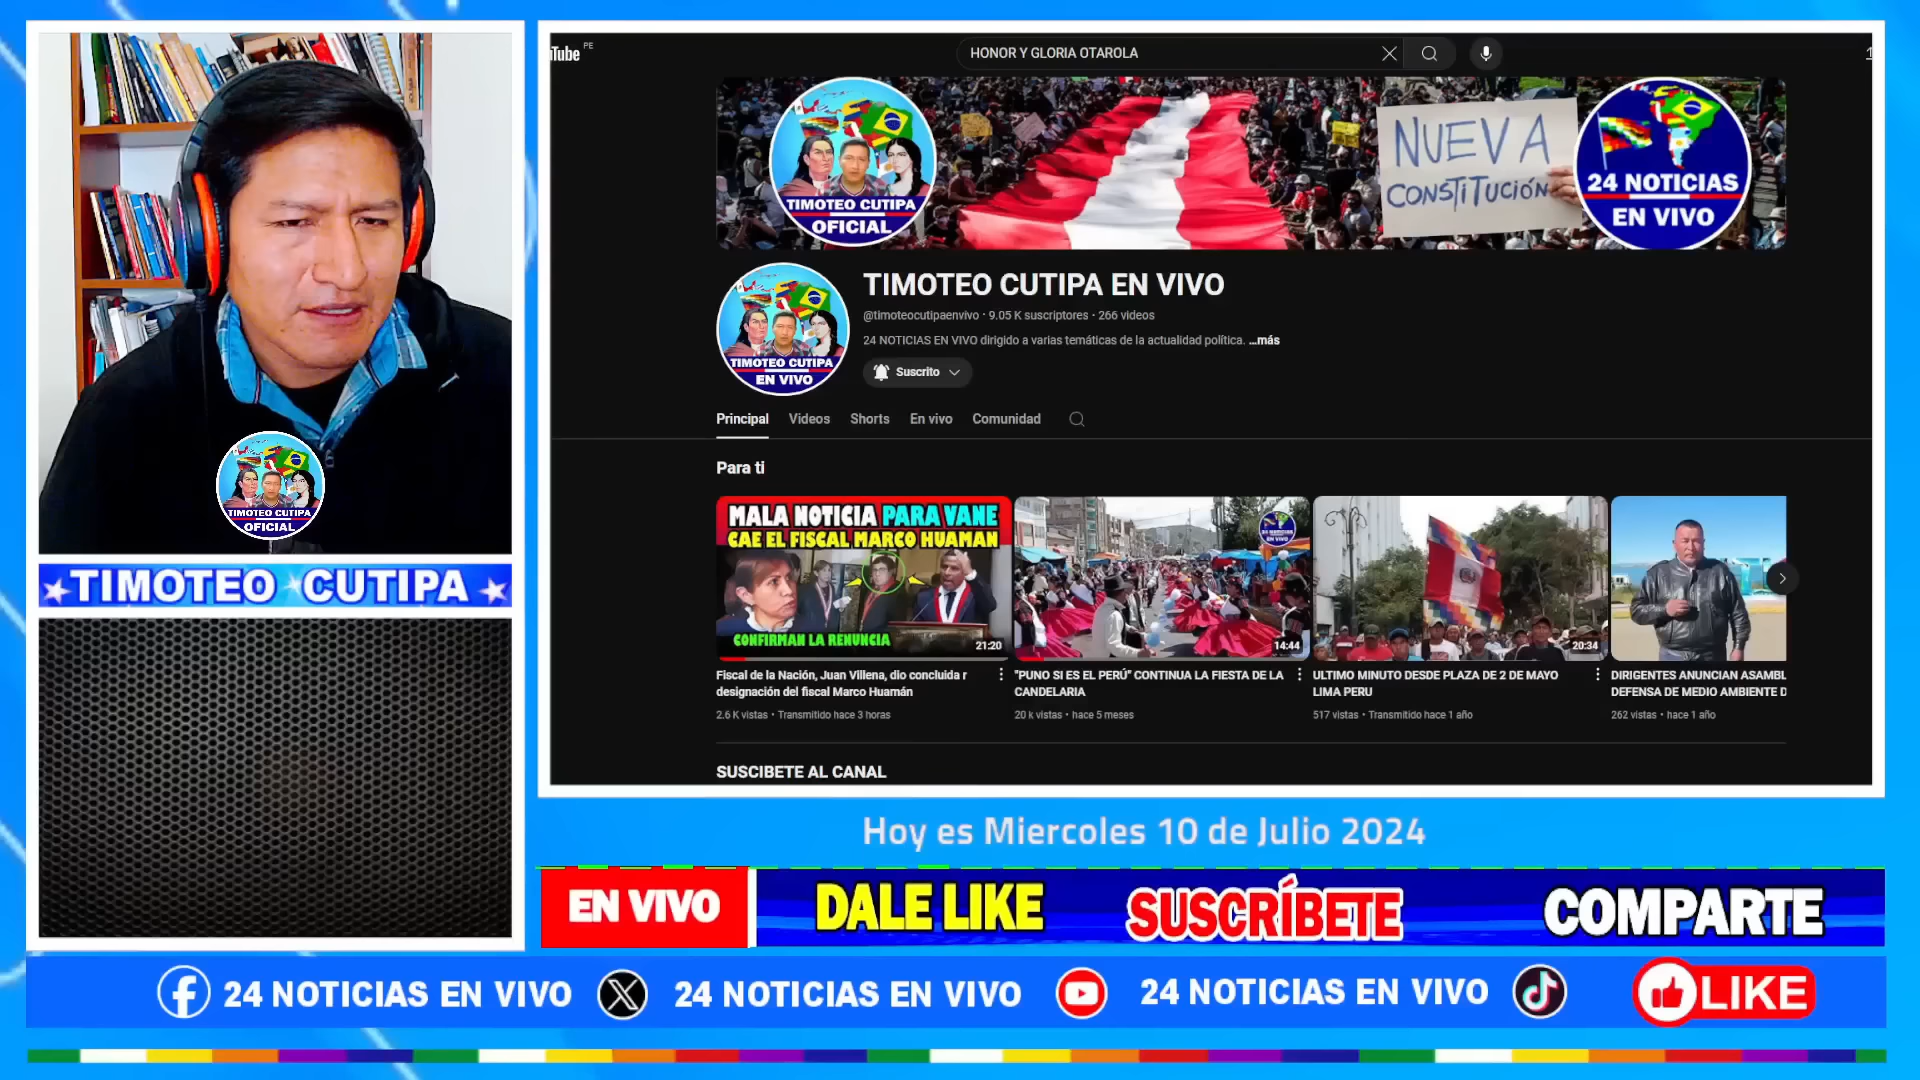 TIMOTEO CUTIPA
OFICIAL
TIMOTEO CUTIPA
Tube PE
HONOR Y GLORIA OTAROLA
TIMOTEO CUTIPA
OFICIAL
NUEVA
CONSTITUCIÓN
24 NOTICIAS
EN VIVO
TIMOTEO CUTIPA
EN VIVO
TIMOTEO CUTIPA EN VIVO
@timoteocutipaenvivo · 9.05 K suscriptores · 266 videos
24 NOTICIAS EN VIVO dirigido a varias temáticas de la actualidad política. ...más
Suscrito
Principal Videos Shorts En vivo Comunidad
Para ti
MALA NOTICIA PARA VANE
CAE EL FISCAL MARCO HUAMAN
CONFIRMAN LA RENUNCIA
21:20
14:44
20:34
Fiscal de la Nación, Juan Villena, dio concluida r
designación del fiscal Marco Huamán
2.6 K vistas · Transmitido hace 3 horas
"PUNO SI ES EL PERÚ" CONTINUA LA FIESTA DE LA
CANDELARIA
20 k vistas · hace 5 meses
ULTIMO MINUTO DESDE PLAZA DE 2 DE MAYO
LIMA PERU
517 vistas · Transmitido hace 1 año
DIRIGENTES ANUNCIAN ASAMBL
DEFENSA DE MEDIO AMBIENTE D
262 vistas · hace 1 año
SUSCIBETE AL CANAL
Hoy es Miercoles 10 de Julio 2024
EN VIVO DALE LIKE SUSCRÍBETE COMPARTE
24 NOTICIAS EN VIVO 24 NOTICIAS EN VIVO 24 NOTICIAS EN VIVO LIKE